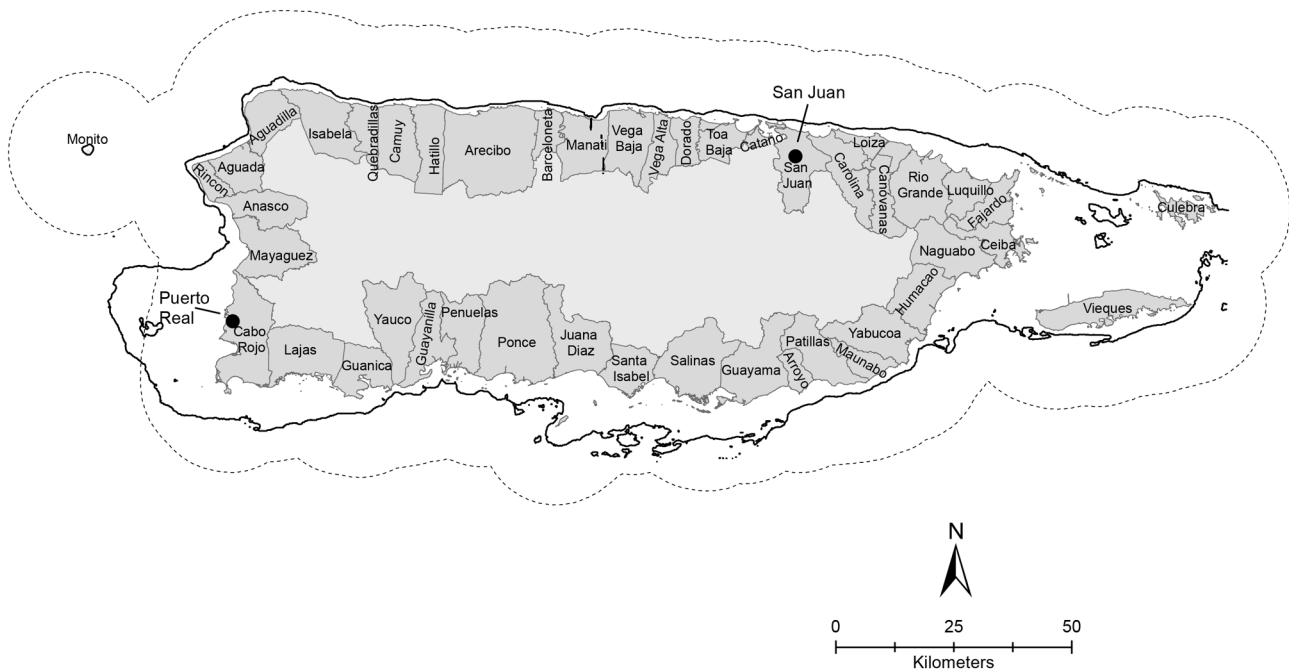 San Juan
Monito
Aguadilla
Isabela
Quebradillas
Camuy
Hatillo
Arecibo
Barceloneta
Manati
Vega
Baja
Vega Alta
Dorado
Toa
Baja
Cataño
San
Juan
Loiza
Carolina
Canovanas
Rio
Grande
Luquillo
Fajardo
Culebra
Aguada
Rincon
Anasco
Mayaguez
Naguabo
Ceiba
Humacao
Vieques
Puerto
Real
Cabo
Rojo
Lajas
Guanica
Yauco
Guayanilla
Penuelas
Ponce
Juana
Diaz
Santa
Isabel
Salinas
Guayama
Arroyo
Patillas
Maunabo
Yabucoa
N
0 25 50
Kilometers